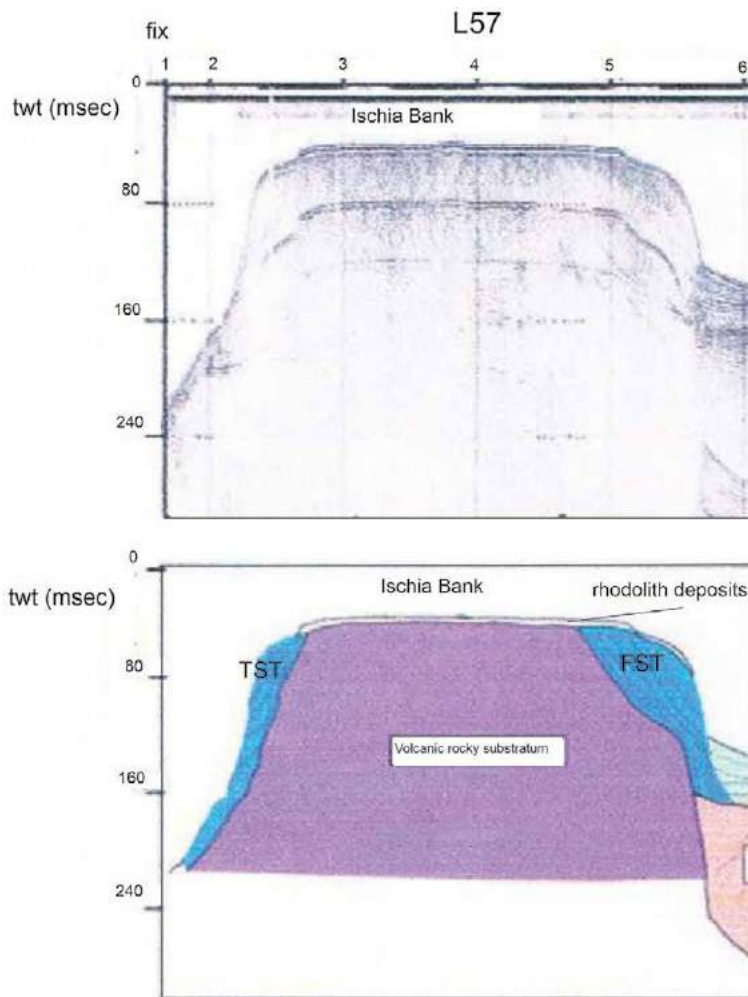 L57
fix
1 2 3 4 5 6
0
twt (msec)
Ischia Bank
80
160
240
0
Ischia Bank
twt (msec)
rhodolith deposits
80
TST
FST
Volcanic rocky substratum
160
240